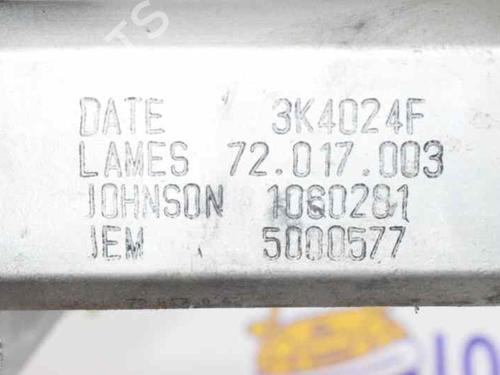 DATE 3K4024F
LAMES 72.017.003
JOHNSON 1060281
JEM 5000577